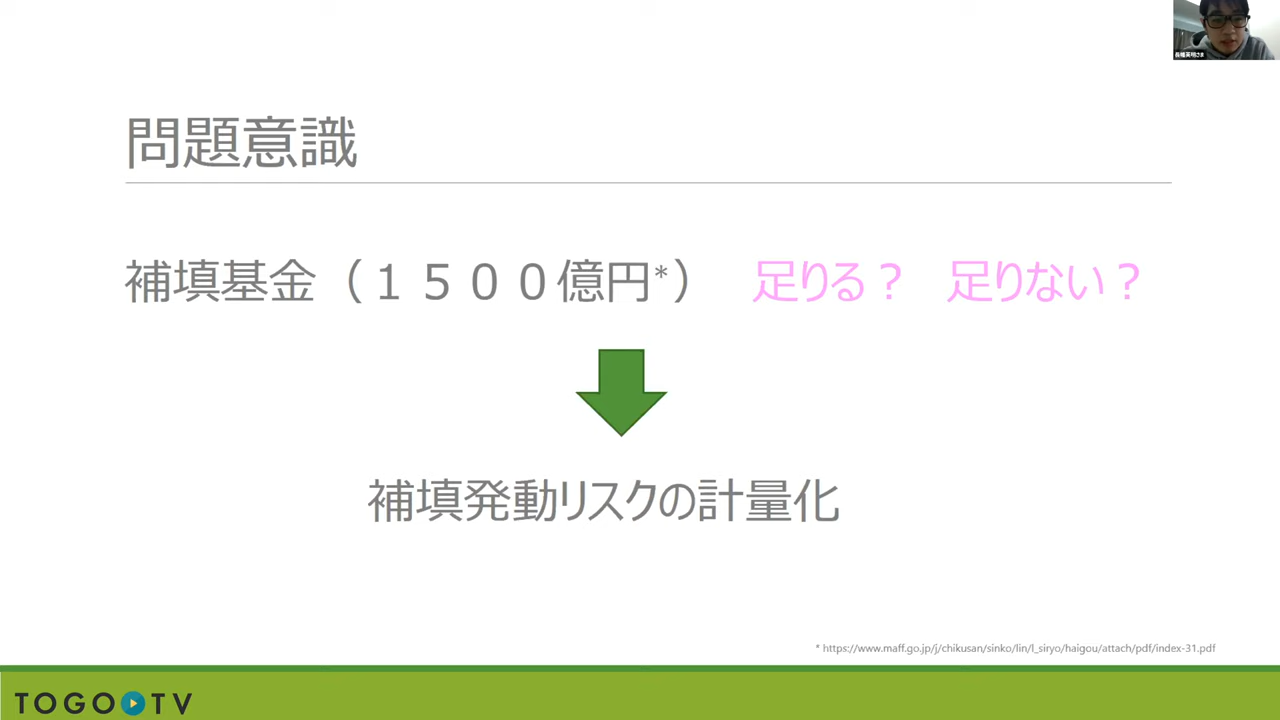 問題意識
補填基金（１５００億円*） 足りる？ 足りない？
補填発動リスクの計量化
* https://www.maff.go.jp/j/chikusan/sinko/lin/l_siryo/haigou/attach/pdf/index-31.pdf
TOGO TV